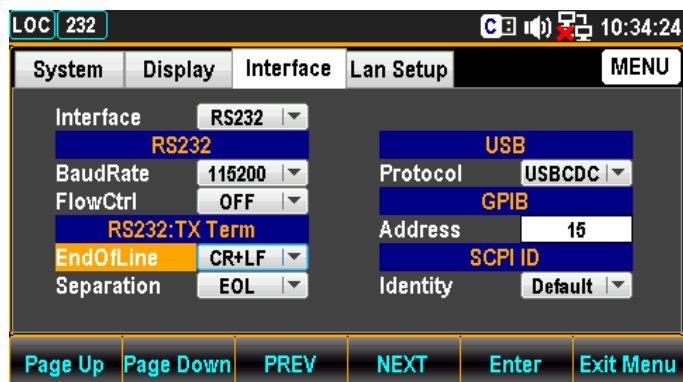 LOC 232 C 10:34:24
System Display Interface Lan Setup MENU
Interface RS232
RS232 USB
BaudRate 115200 Protocol USBCDC
FlowCtrl OFF GPIB
RS232:TX Term Address 15
EndOfLine CR+LF SCPI ID
Separation EOL Identity Default
Page Up Page Down PREV NEXT Enter Exit Menu